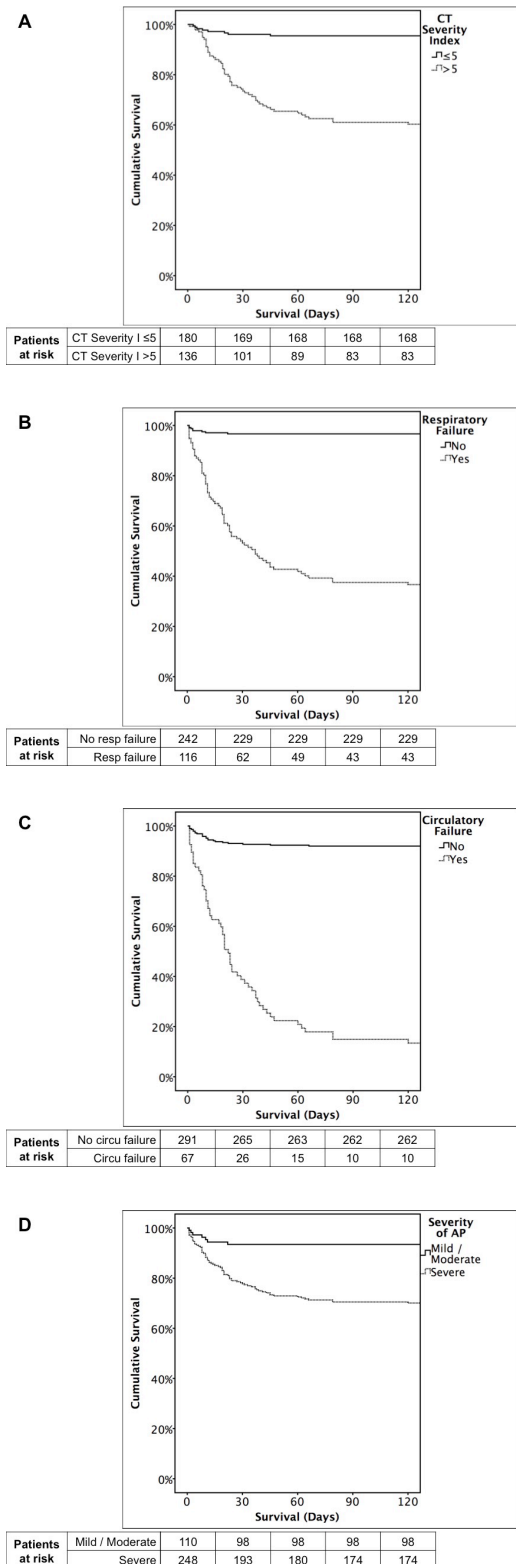 A
CT
Severity
Index
≤5
>5
100%
80%
60%
40%
20%
0%
Cumulative Survival
0 30 60 90 120
Survival (Days)
Patients at risk
CT Severity I ≤5 180 169 168 168 168
CT Severity I >5 136 101 89 83 83
B
Respiratory
Failure
No
Yes
100%
80%
60%
40%
20%
0%
Cumulative Survival
0 30 60 90 120
Survival (Days)
Patients at risk
No resp failure 242 229 229 229 229
Resp failure 116 62 49 43 43
C
Circulatory
Failure
No
Yes
100%
80%
60%
40%
20%
0%
Cumulative Survival
0 30 60 90 120
Survival (Days)
Patients at risk
No circu failure 291 265 263 262 262
Circu failure 67 26 15 10 10
D
Severity
of AP
Mild /
Moderate
Severe
100%
80%
60%
40%
20%
0%
Cumulative Survival
0 30 60 90 120
Survival (Days)
Patients at risk
Mild / Moderate 110 98 98 98 98
Severe 248 193 180 174 174